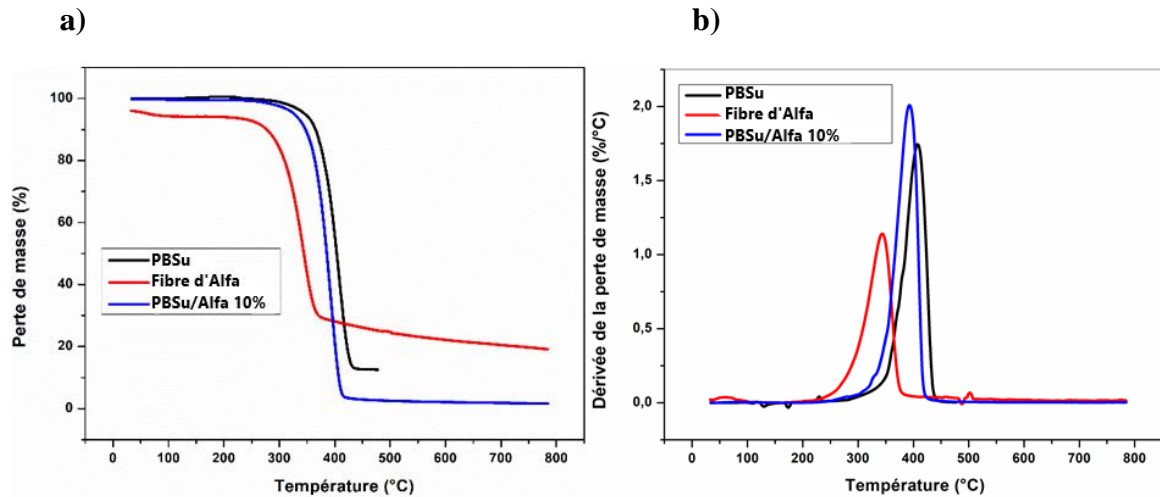 a)
b)
PBSu
Fibre d'Alfa
PBSu/Alfa 10%
Perte de masse (%)
100
80
60
40
20
0
0 100 200 300 400 500 600 700 800
Température (°C)
PBSu
Fibre d'Alfa
PBSu/Alfa 10%
Dérivée de la perte de masse (%/°C)
2,0
1,5
1,0
0,5
0,0
0 100 200 300 400 500 600 700 800
Température (°C)